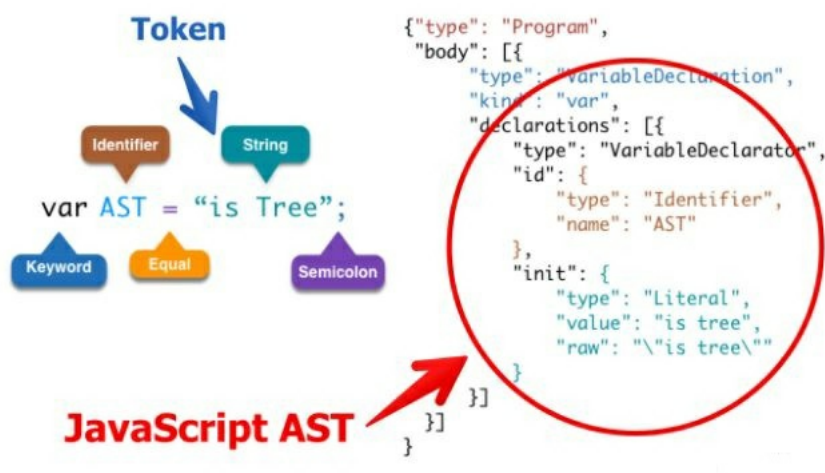 Token
Identifier
String
var AST = “is Tree”;
Keyword
Equal
Semicolon
JavaScript AST
{"type": "Program",
"body": [{
"type": "VariableDeclaration",
"kind": "var",
"declarations": [{
"type": "VariableDeclarator",
"id": {
"type": "Identifier",
"name": "AST"
},
"init": {
"type": "Literal",
"value": "is tree",
"raw": "\"is tree\""
}
}]
}]
}